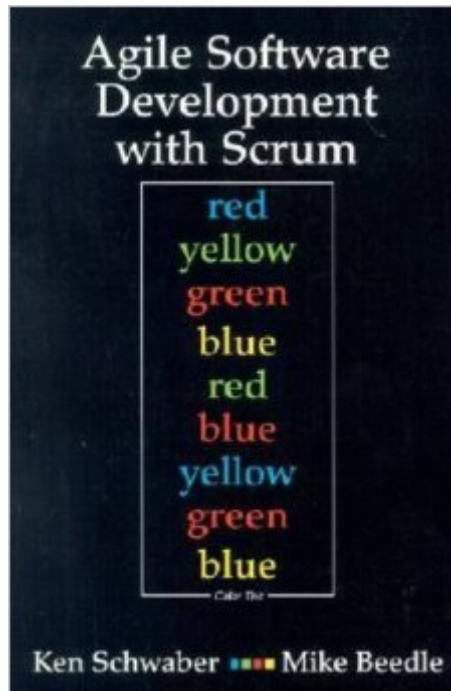 Agile Software
Development
with Scrum
red
yellow
green
blue
red
blue
yellow
green
blue
Ken Schwaber Mike Beedle